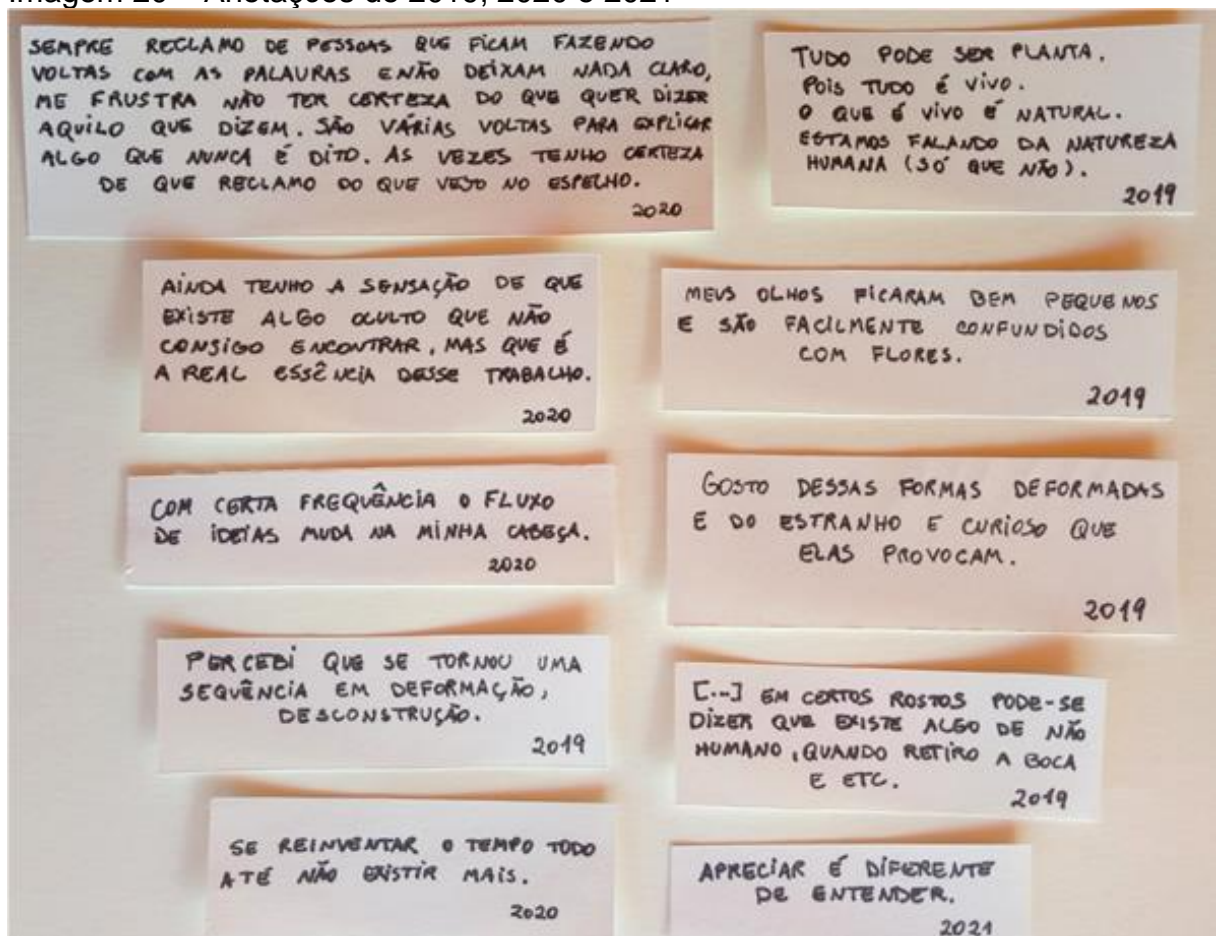 Imagem 20 – Anotações de 2019, 2020 e 2021
SEMPRE RECLAMO DE PESSOAS QUE FICAM FAZENDO
VOLTAS COM AS PALAVRAS E NÃO DEIXAM NADA CLARO,
ME FRUSTRA NÃO TER CERTEZA DO QUE QUER DIZER
AQUILO QUE DIZEM. SÃO VÁRIAS VOLTAS PARA EXPLICAR
ALGO QUE NUNCA É DITO. AS VEZES TENHO CERTEZA
DE QUE RECLAMO DO QUE VEJO NO ESPELHO.
2020
TUDO PODE SER PLANTA.
POIS TUDO É VIVO.
O QUE É VIVO É NATURAL.
ESTAMOS FALANDO DA NATUREZA
HUMANA (SÓ QUE NÃO).
2019
AINDA TENHO A SENSAÇÃO DE QUE
EXISTE ALGO OCULTO QUE NÃO
CONSIGO ENCONTRAR, MAS QUE É
A REAL ESSÊNCIA DESSE TRABALHO.
2020
MEUS OLHOS FICARAM BEM PEQUENOS
E SÃO FACILMENTE CONFUNDIDOS
COM FLORES.
2019
COM CERTA FREQUÊNCIA O FLUXO
DE IDEIAS MUDA NA MINHA CABEÇA.
2020
GOSTO DESSAS FORMAS DEFORMADAS
E DO ESTRANHO E CURIOSO QUE
ELAS PROVOCAM.
2019
PERCEBI QUE SE TORNOU UMA
SEQUÊNCIA EM DEFORMAÇÃO,
DESCONSTRUÇÃO.
2019
[...] EM CERTOS ROSTOS PODE-SE
DIZER QUE EXISTE ALGO DE NÃO
HUMANO, QUANDO RETIRO A BOCA
E ETC.
2019
SE REINVENTAR O TEMPO TODO
ATÉ NÃO EXISTIR MAIS.
2020
APRECIAR É DIFERENTE
DE ENTENDER.
2021